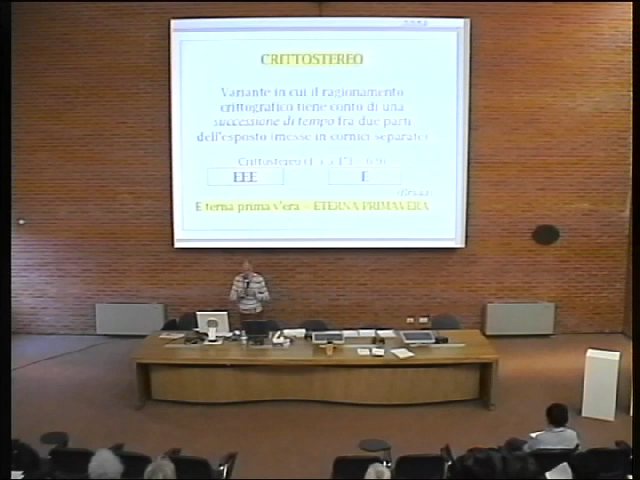 CRITTOSTEREO
Variante in cui il ragionamento
crittografico tiene conto di una
successione di tempo fra due parti
dell'esposto (messe in cornici separate)
Crittostereo
EEE
E terna prima v'era = ETERNA PRIMAVERA